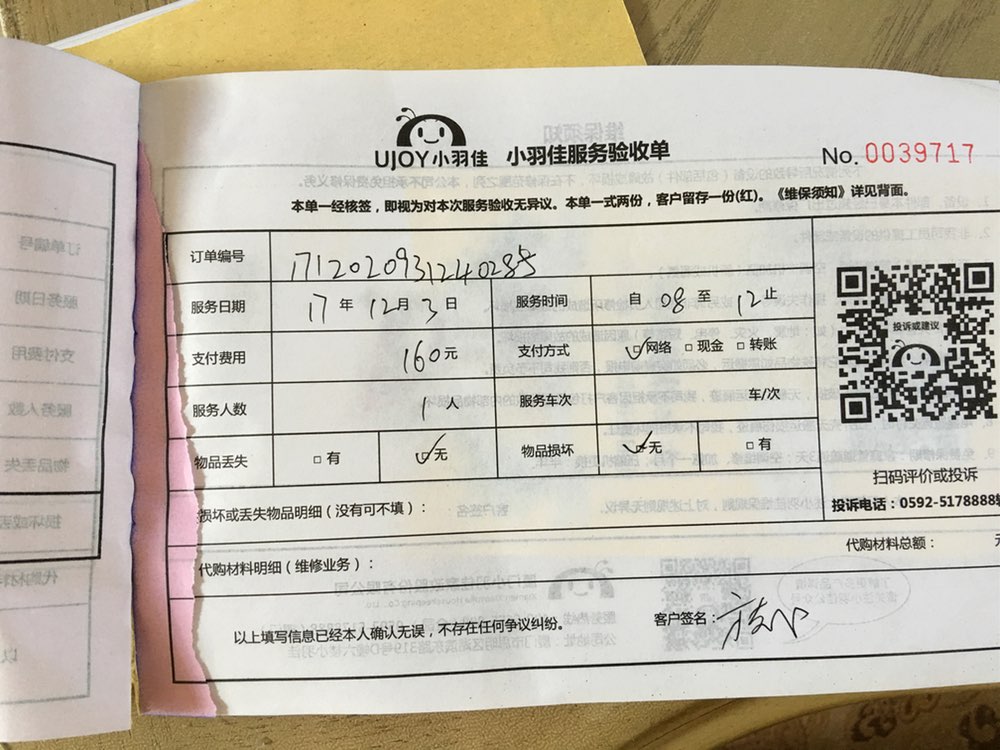 UJOY小羽佳 小羽佳服务验收单
No. 0039717
本单一经核签，即视为对本次服务验收无异议。本单一式两份，客户留存一份(红)。《维保须知》详见背面。
订单编号 171202093124028
服务日期 17 年 12 月 3 日 服务时间 自 08 至 12 止
支付费用 160 元 支付方式 ☑网络 □现金 □转账
服务人数 1 人 服务车次 车/次
物品丢失 □有 ☑无 物品损坏 ☑无 □有
投诉或建议
扫码评价或投诉
投诉电话：0592-5178888
损坏或丢失物品明细（没有可不填）：
代购材料明细（维修业务）： 代购材料总额：
以上填写信息已经本人确认无误，不存在任何争议纠纷。 客户签名：